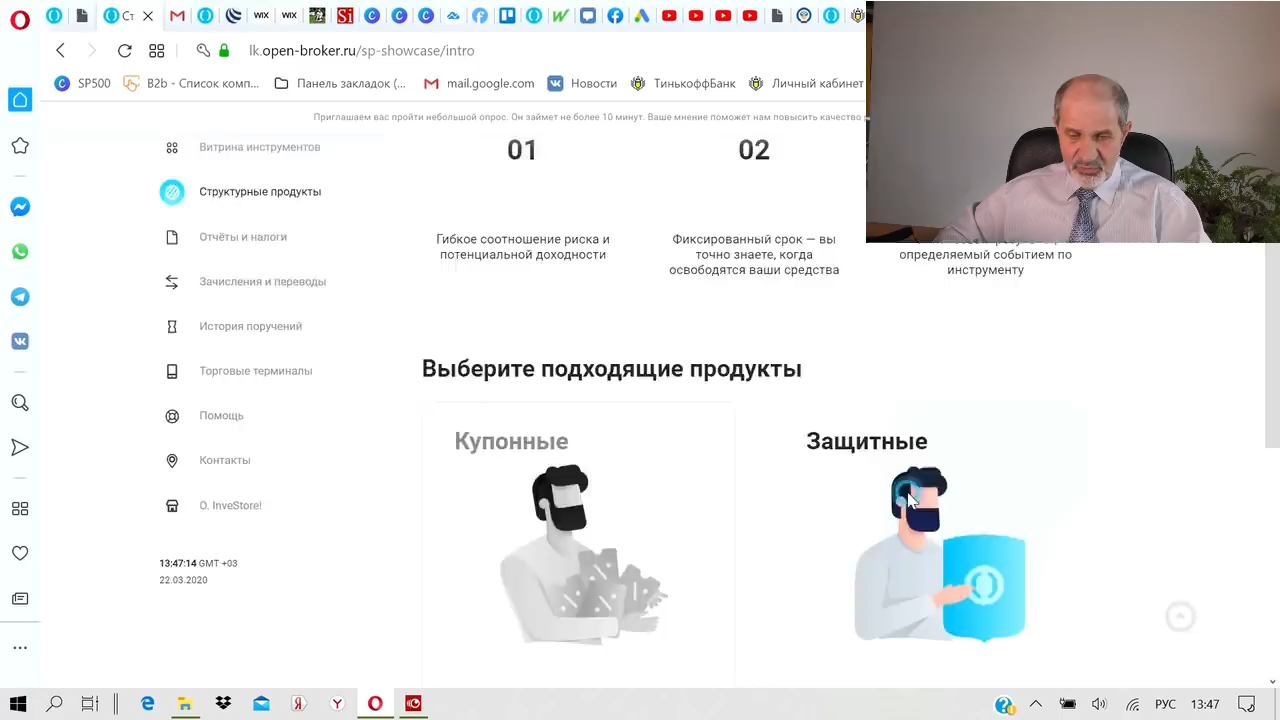 Ст
WIX
WIX
Si
lk.open-broker.ru/sp-showcase/intro
SP500
B2b - Список комп...
Панель закладок (...
mail.google.com
Новости
ТинькоффБанк
Личный кабинет
Приглашаем вас пройти небольшой опрос. Он займет не более 10 минут. Ваше мнение поможет нам повысить качество
01
02
Витрина инструментов
Структурные продукты
Отчёты и налоги
Зачисления и переводы
История поручений
Торговые терминалы
Помощь
Контакты
O. InveStore!
13:47:14 GMT +03
22.03.2020
Гибкое соотношение риска и
потенциальной доходности
Фиксированный срок — вы
точно знаете, когда
освободятся ваши средства
определяемый событием по
инструменту
Выберите подходящие продукты
Купонные
Защитные
РУС
13:47